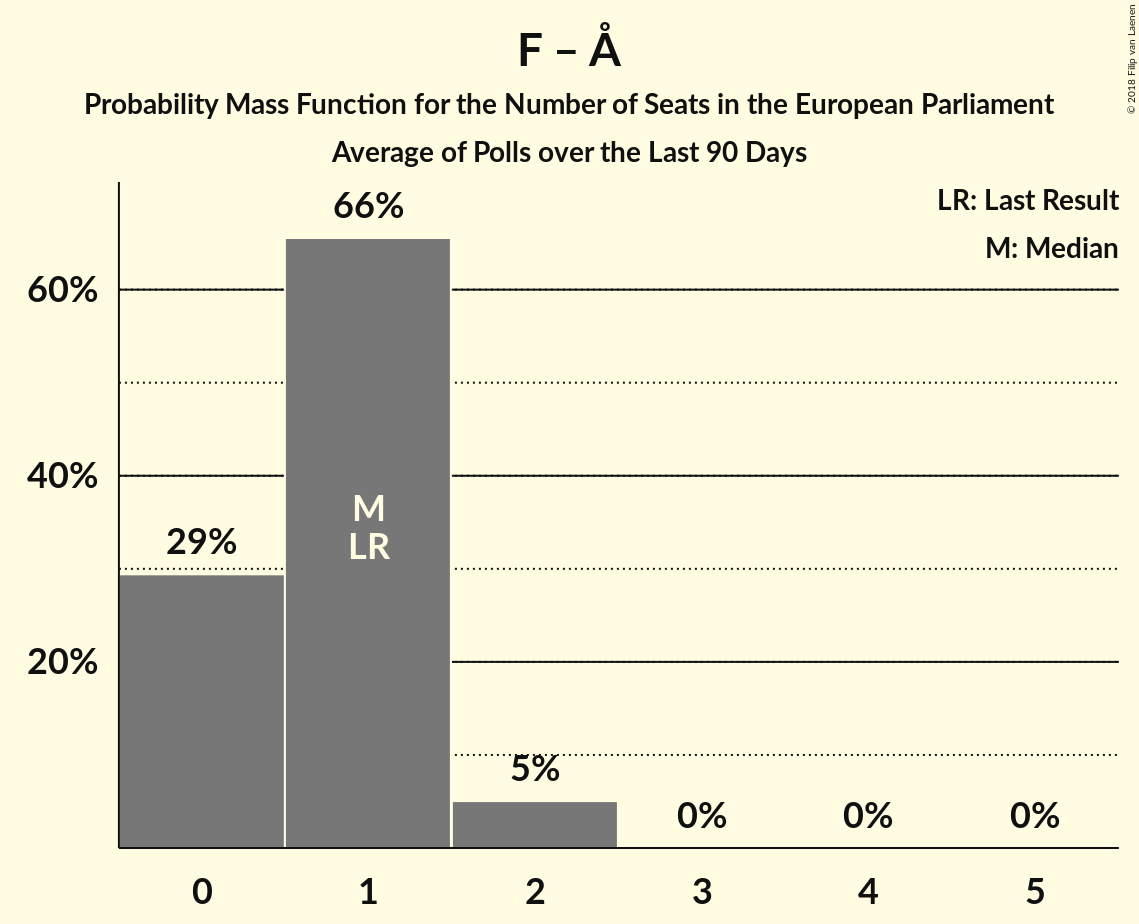 F – Å
Probability Mass Function for the Number of Seats in the European Parliament
Average of Polls over the Last 90 Days
© 2018 Filip van Laenen
LR: Last Result
M: Median
66%
60%
40%
M
LR
29%
20%
5%
0% 0% 0%
0 1 2 3 4 5